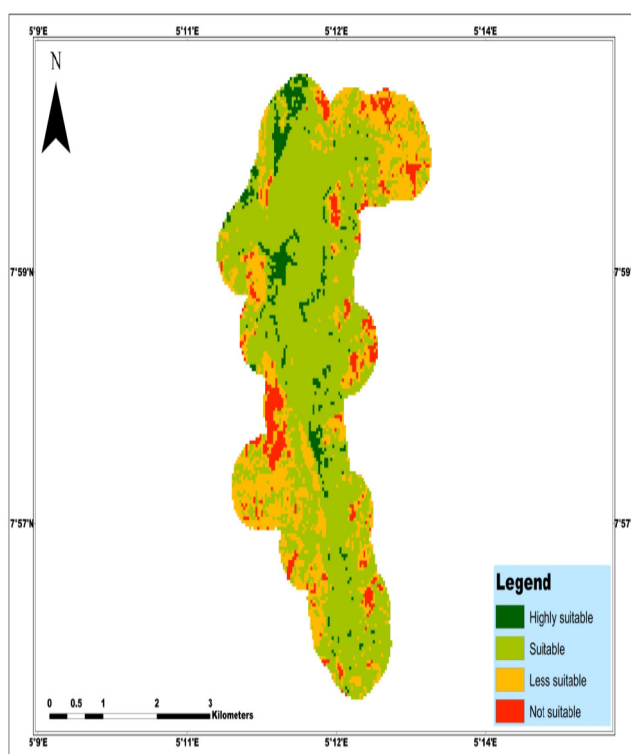 5°9'E 5°11'E 5°12'E 5°14'E
N
7°59'N 7°59'
7°57'N 7°57'
Legend
Highly suitable
Suitable
Less suitable
Not suitable
0 0.5 1 2 3
Kilometers
5°9'E 5°11'E 5°12'E 5°14'E